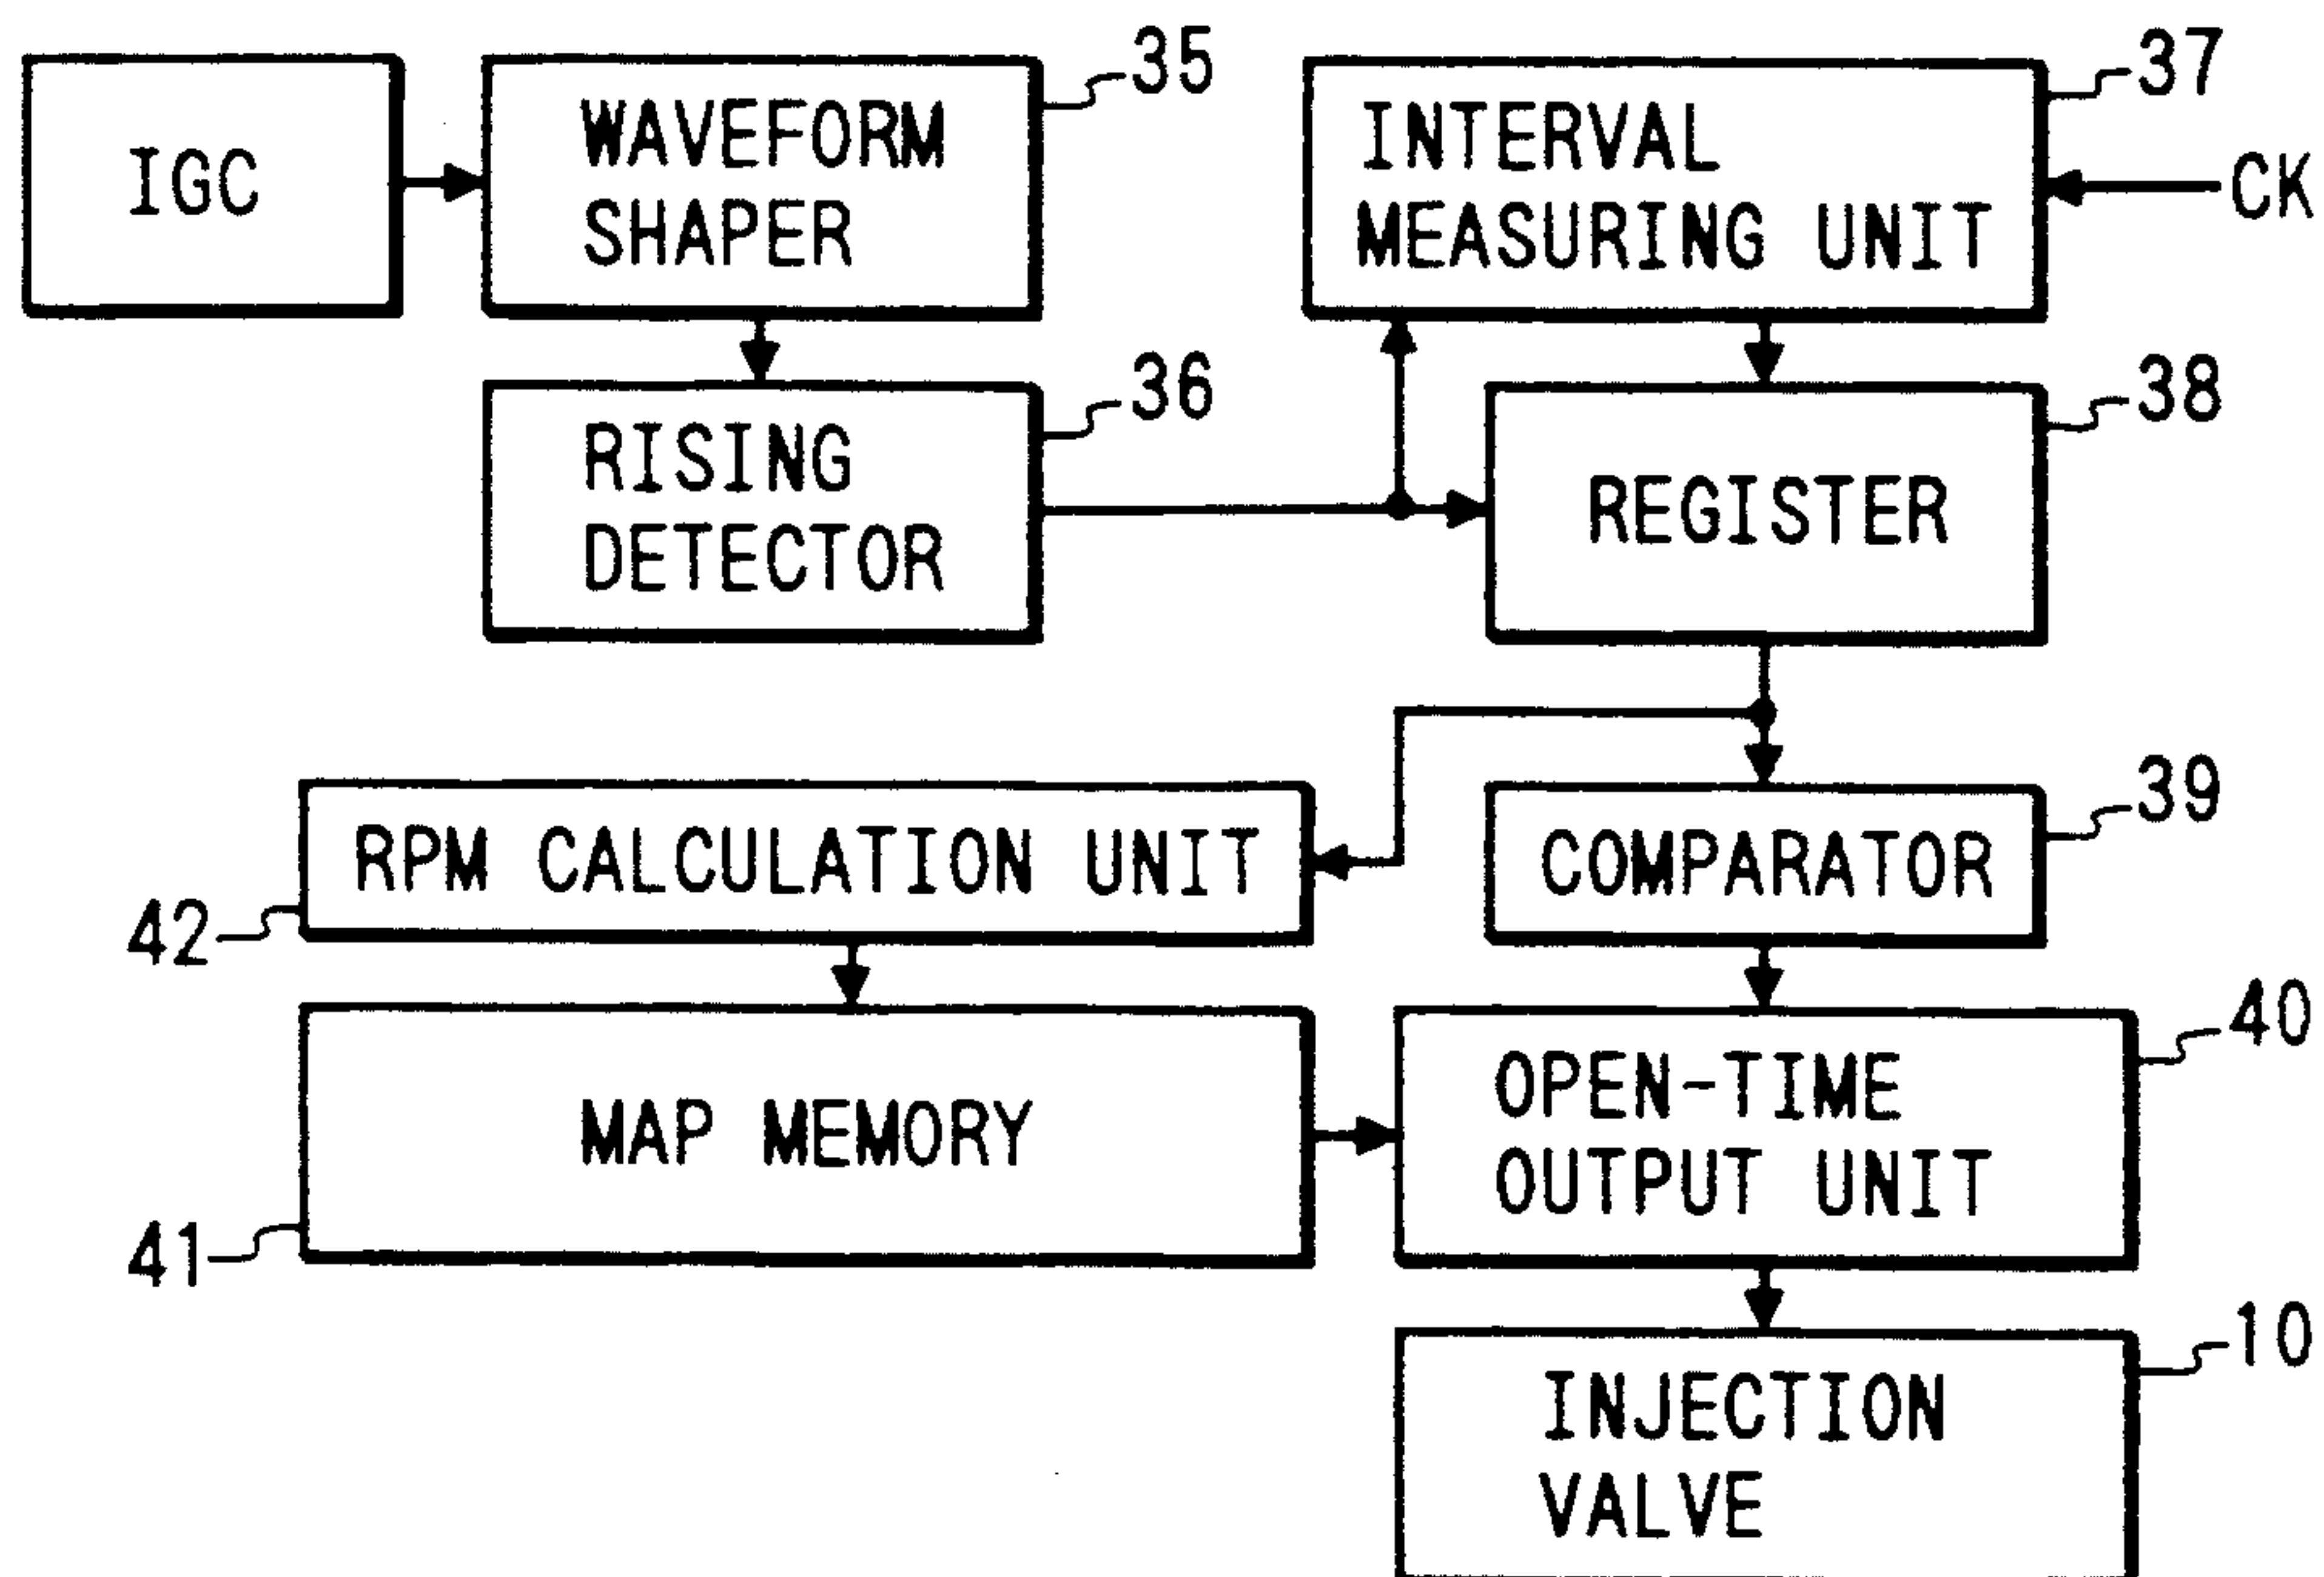 IGC
WAVEFORM
SHAPER
35
INTERVAL
MEASURING UNIT
37
CK
RISING
DETECTOR
36
REGISTER
38
RPM CALCULATION UNIT
42
COMPARATOR
39
MAP MEMORY
41
OPEN-TIME
OUTPUT UNIT
40
INJECTION
VALVE
10